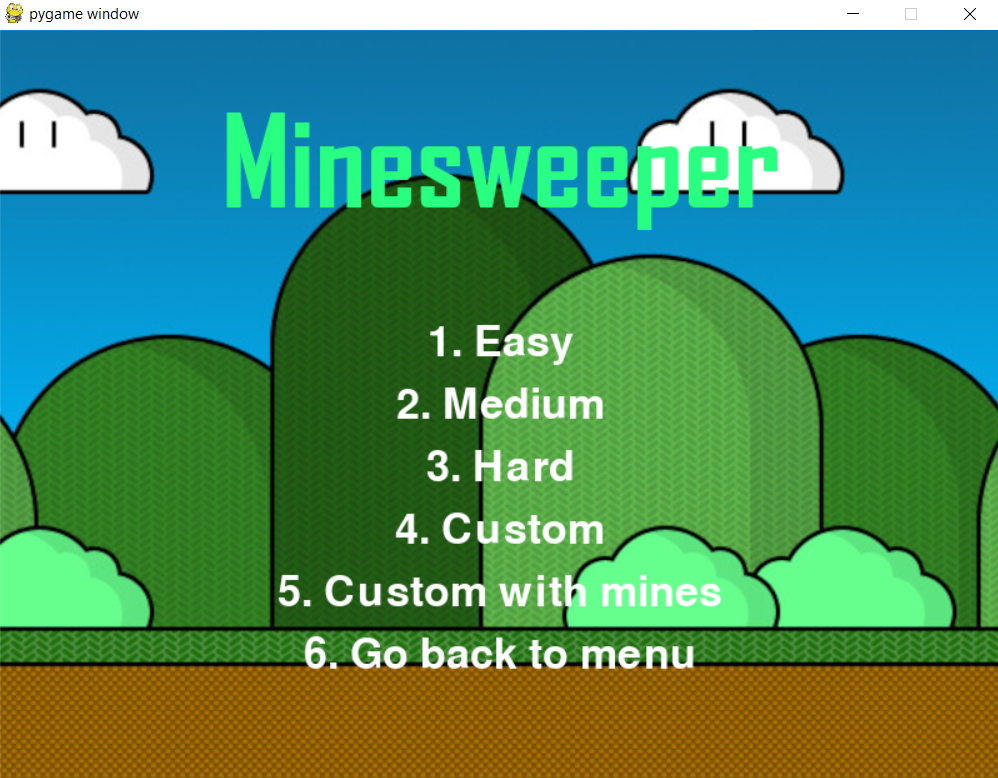 pygame window
Minesweeper
1. Easy
2. Medium
3. Hard
4. Custom
5. Custom with mines
6. Go back to menu